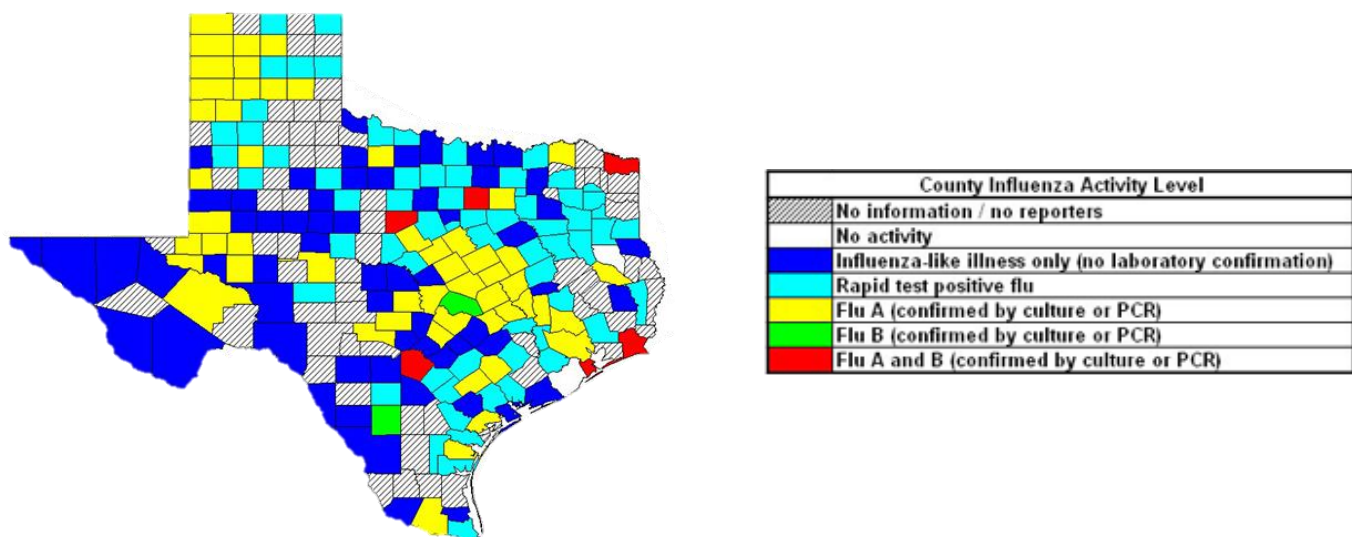 County Influenza Activity Level
No information / no reporters
No activity
Influenza-like illness only (no laboratory confirmation)
Rapid test positive flu
Flu A (confirmed by culture or PCR)
Flu B (confirmed by culture or PCR)
Flu A and B (confirmed by culture or PCR)